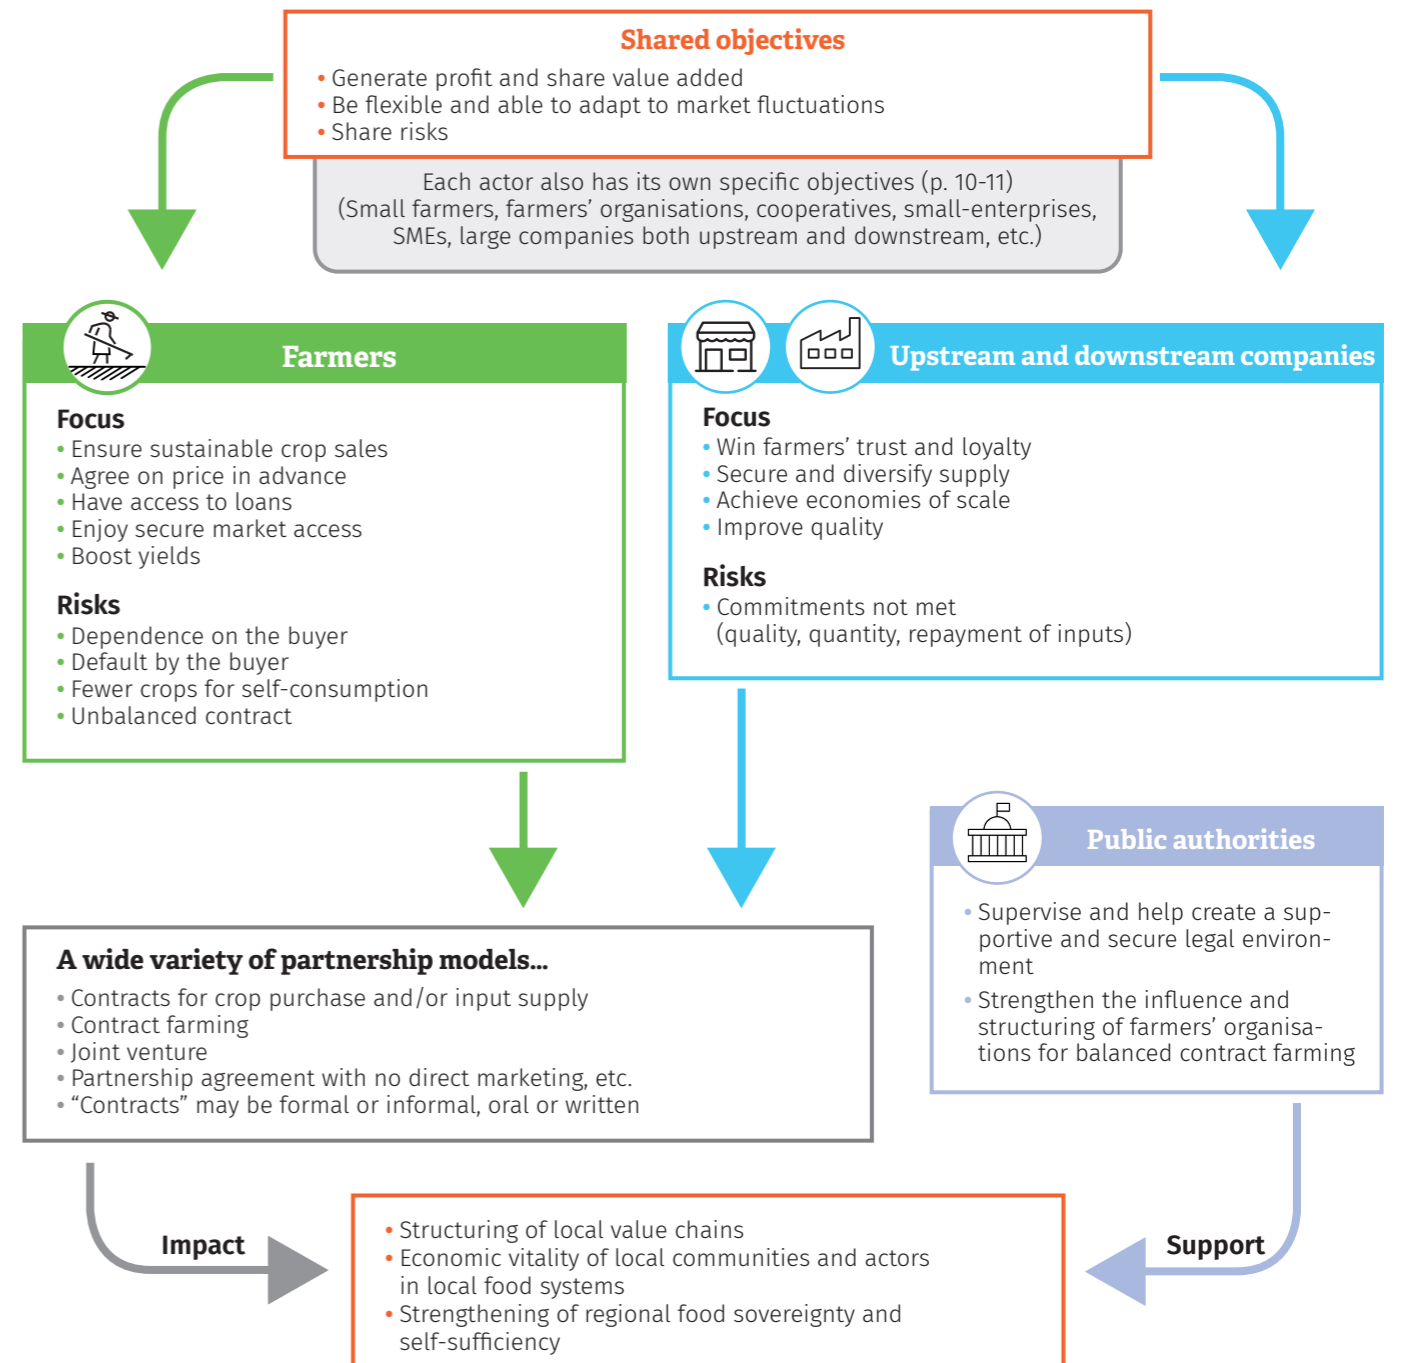 Shared objectives
• Generate profit and share value added
• Be flexible and able to adapt to market fluctuations
• Share risks
Each actor also has its own specific objectives (p. 10-11)
(Small farmers, farmers’ organisations, cooperatives, small-enterprises,
SMEs, large companies both upstream and downstream, etc.)
Farmers
Focus
• Ensure sustainable crop sales
• Agree on price in advance
• Have access to loans
• Enjoy secure market access
• Boost yields
Risks
• Dependence on the buyer
• Default by the buyer
• Fewer crops for self-consumption
• Unbalanced contract
Upstream and downstream companies
Focus
• Win farmers’ trust and loyalty
• Secure and diversify supply
• Achieve economies of scale
• Improve quality
Risks
• Commitments not met
(quality, quantity, repayment of inputs)
Public authorities
• Supervise and help create a sup-
portive and secure legal environ-
ment
• Strengthen the influence and
structuring of farmers’ organisa-
tions for balanced contract farming
A wide variety of partnership models...
• Contracts for crop purchase and/or input supply
• Contract farming
• Joint venture
• Partnership agreement with no direct marketing, etc.
• “Contracts” may be formal or informal, oral or written
Impact
• Structuring of local value chains
• Economic vitality of local communities and actors
in local food systems
• Strengthening of regional food sovereignty and
self-sufficiency
Support